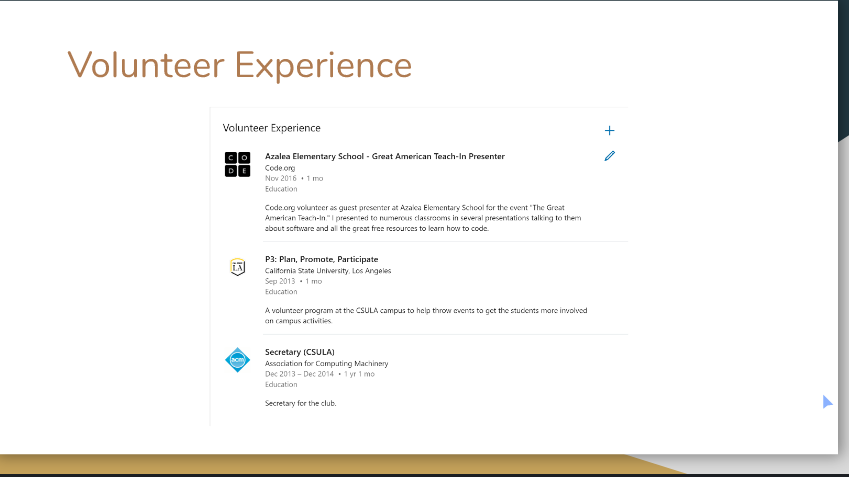 Volunteer Experience
Volunteer Experience
C O
D E
Azalea Elementary School - Great American Teach-In Presenter
Code.org
Nov 2016 • 1 mo
Education
Code.org volunteer as guest presenter at Azalea Elementary School for the event "The Great
American Teach-In." I presented to numerous classrooms in several presentations talking to them
about software and all the great free resources to learn how to code.
LA
P3: Plan, Promote, Participate
California State University, Los Angeles
Sep 2013 • 1 mo
Education
A volunteer program at the CSULA campus to help throw events to get the students more involved
on campus activities.
acm
Secretary (CSULA)
Association for Computing Machinery
Dec 2013 – Dec 2014 • 1 yr 1 mo
Education
Secretary for the club.